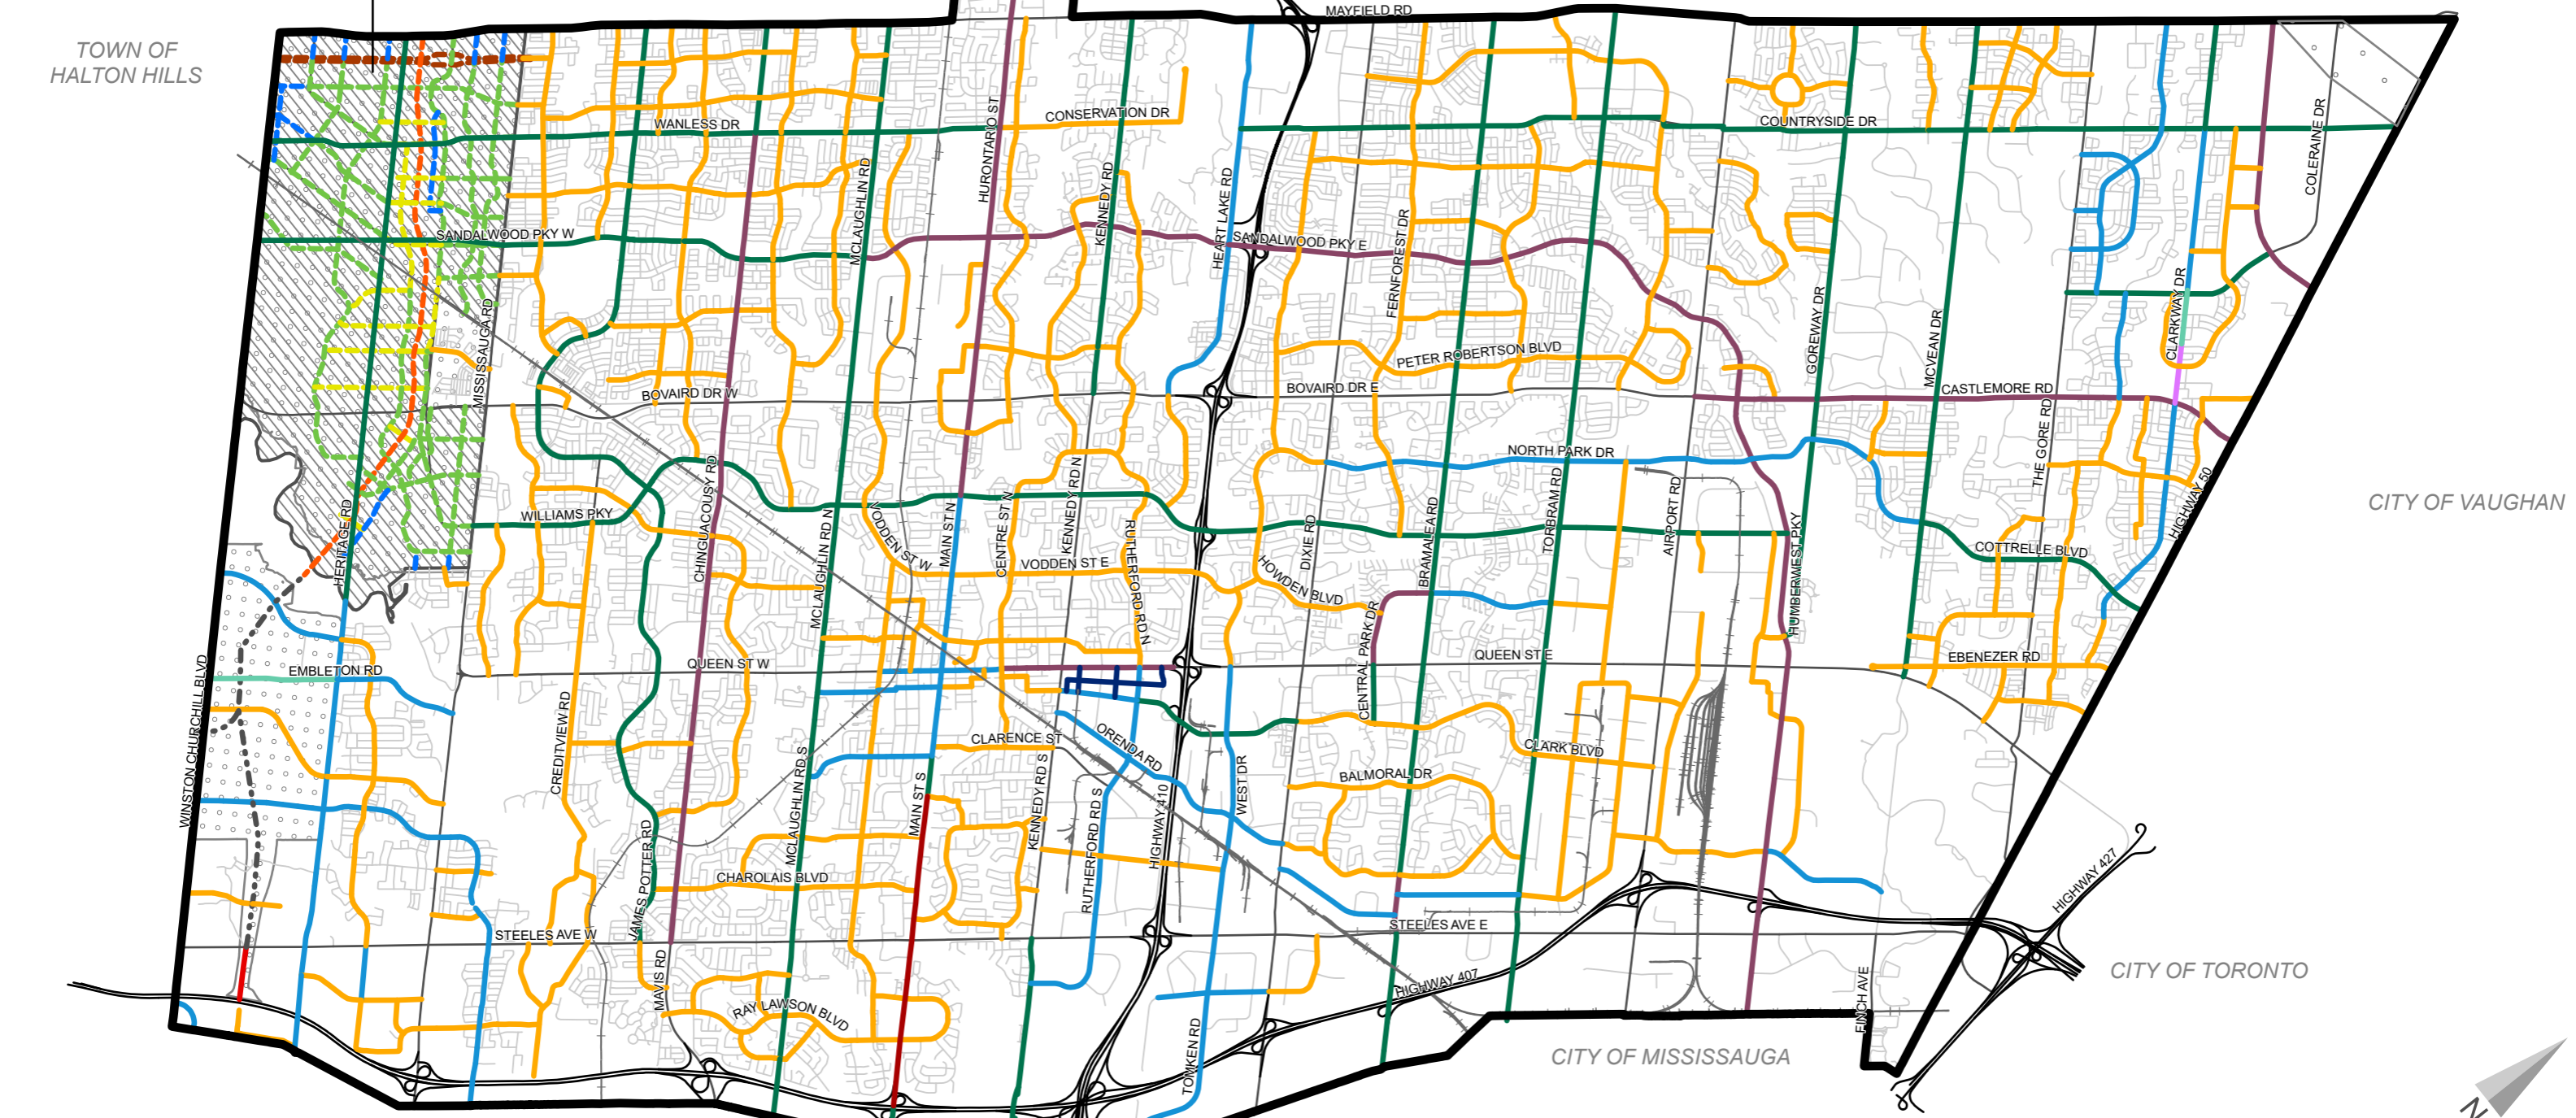 MAYFIELD RD
TOWN OF
HALTON HILLS
CONSERVATION DR
WANLESS DR
COUNTRYSIDE DR
HURONTARIO ST
COLERAINE DR
MCLAUGHLIN RD
KENNEDY RD
HEART LAKE RD
SANDALWOOD PKY W
SANDALWOOD PKY E
FERNFOREST DR
MISSISSAUGA RD
GOREWAY DR
MCVEAN DR
CLARKWAY DR
PETER ROBERTSON BLVD
BOVAIRD DR W
BOVAIRD DR E
CASTLEMORE RD
THE GORE RD
NORTH PARK DR
CITY OF VAUGHAN
HIGHWAY 50
CHINGUACOUSY RD
WILLIAMS PKY
HERITAGE RD
MCLAUGHLIN RD N
VODDEN ST W
MAIN ST N
CENTRE ST N
KENNEDY RD N
RUTHERFORD RD N
VODDEN ST E
HOWDEN BLVD
DIXIE RD
BRAMALEA RD
TORBRAM RD
AIRPORT RD
HUMBERWEST PKY
COTTRELLE BLVD
EMBLETON RD
QUEEN ST W
QUEEN ST E
CENTRAL PARK DR
EBENEZER RD
WINSTON CHURCHILL BLVD
CREDITVIEW RD
CLARENCE ST
ORENDA RD
CLARK BLVD
BALMORAL DR
MCLAUGHLIN RD S
MAIN ST S
KENNEDY RD S
RUTHERFORD RD S
HIGHWAY 410
WEST DR
JAMES POTTER RD
CHAROLAIS BLVD
HIGHWAY 427
STEELES AVE W
STEELES AVE E
MAVIS RD
RAY LAWSON BLVD
HIGHWAY 407
TOMKEN RD
FINCH AVE
CITY OF TORONTO
CITY OF MISSISSAUGA
N